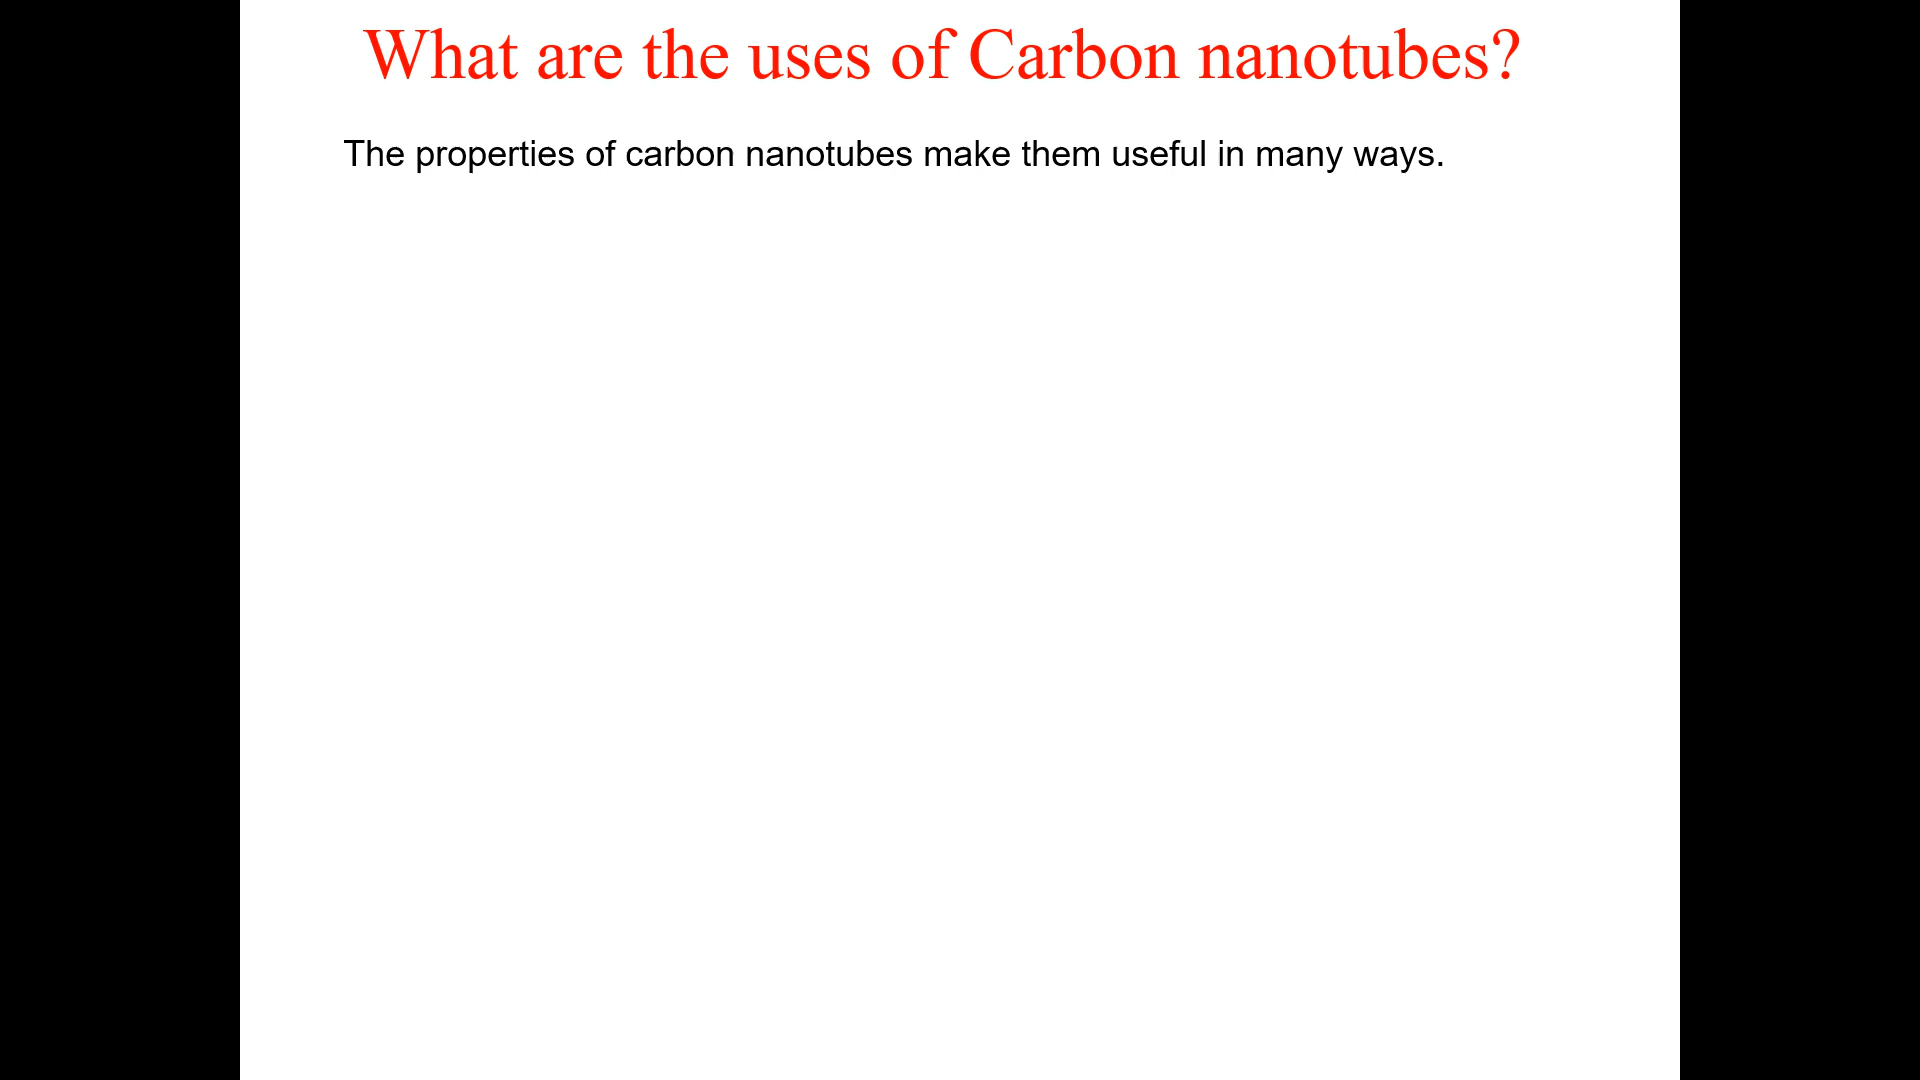 What are the uses of Carbon nanotubes?
The properties of carbon nanotubes make them useful in many ways.